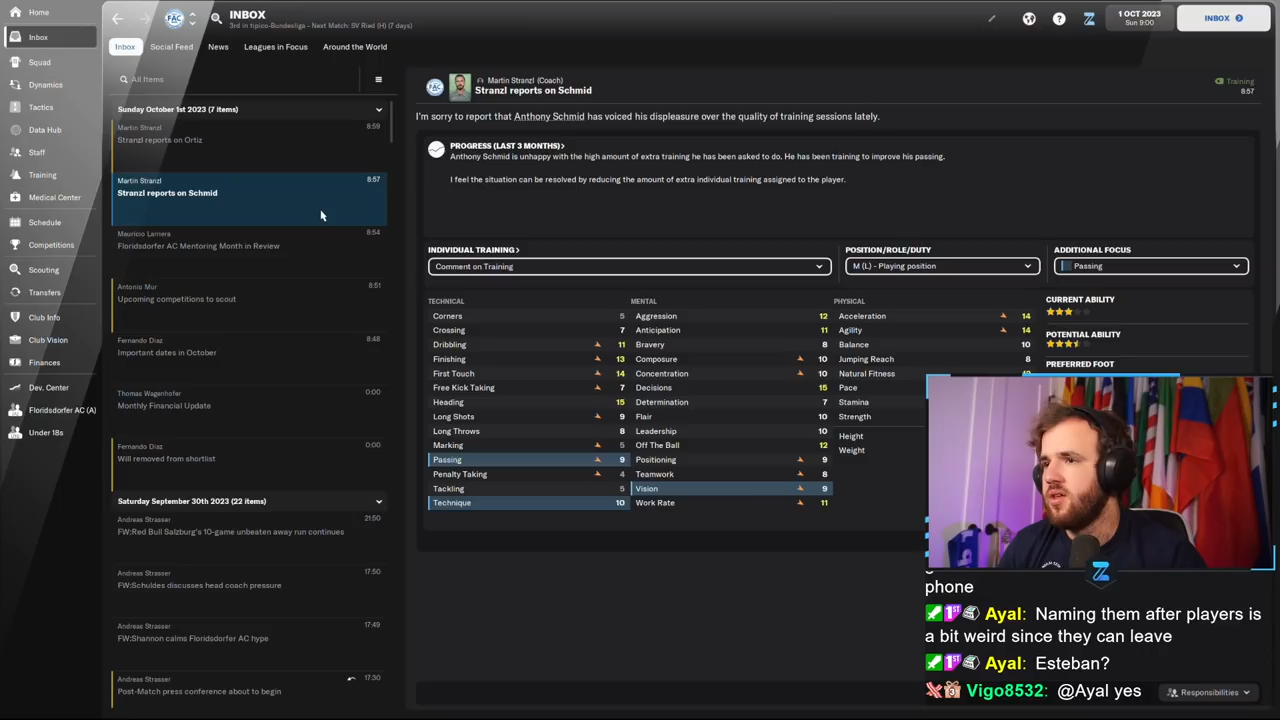 Home
Inbox
Squad
Dynamics
Tactics
Data Hub
Staff
Training
Medical Center
Schedule
Competitions
Scouting
Transfers
Club Info
Club Vision
Finances
Dev. Center
Floridsdorfer AC (A)
Under 18s
FAC
INBOX
3rd in tipico-Bundesliga - Next Match: SV Ried (H) (7 days)
1 OCT 2023
Sun 9:00
INBOX
Inbox
Social Feed
News
Leagues in Focus
Around the World
All Items
Sunday October 1st 2023 (7 items)
Martin Stranzl
8:59
Stranzl reports on Ortiz
Martin Stranzl
8:57
Stranzl reports on Schmid
8:54
Floridsdorfer AC Mentoring Month in Review
Antonio Mur
8:51
Upcoming competitions to scout
Fernando Diaz
8:48
Important dates in October
Thomas Wagenhofer
0:00
Monthly Financial Update
Fernando Diaz
0:00
Will removed from shortlist
Saturday September 30th 2023 (22 items)
Andreas Strasser
21:50
FW:Red Bull Salzburg's 10-game unbeaten away run continues
Andreas Strasser
17:50
FW:Schuldes discusses head coach pressure
Andreas Strasser
17:49
FW:Shannon calms Floridsdorfer AC hype
Andreas Strasser
17:30
Post-Match press conference about to begin
FAC
Martin Stranzl (Coach)
Stranzl reports on Schmid
Training
8:57
I'm sorry to report that Anthony Schmid has voiced his displeasure over the quality of training sessions lately.
PROGRESS (LAST 3 MONTHS)
Anthony Schmid is unhappy with the high amount of extra training he has been asked to do. He has been training to improve his passing.
I feel the situation can be resolved by reducing the amount of extra individual training assigned to the player.
INDIVIDUAL TRAINING
Comment on Training
POSITION/ROLE/DUTY
M (L) - Playing position
ADDITIONAL FOCUS
Passing
TECHNICAL
Corners 5
Crossing 7
Dribbling 11
Finishing 13
First Touch 14
Free Kick Taking 7
Heading 15
Long Shots 9
Long Throws 8
Marking 5
Passing 9
Penalty Taking 4
Tackling 5
Technique 10
MENTAL
Aggression 12
Anticipation 11
Bravery 8
Composure 10
Concentration 10
Decisions 15
Determination 7
Flair 10
Leadership 10
Off The Ball 12
Positioning 9
Teamwork 8
Vision 9
Work Rate 11
PHYSICAL
Acceleration 14
Agility 14
Balance 10
Jumping Reach 8
Natural Fitness
Pace
Stamina
Strength
Height
Weight
CURRENT ABILITY
POTENTIAL ABILITY
PREFERRED FOOT
phone
Ayal: Naming them after players is
a bit weird since they can leave
Ayal: Esteban?
Vigo8532: @Ayal yes
Responsibilities